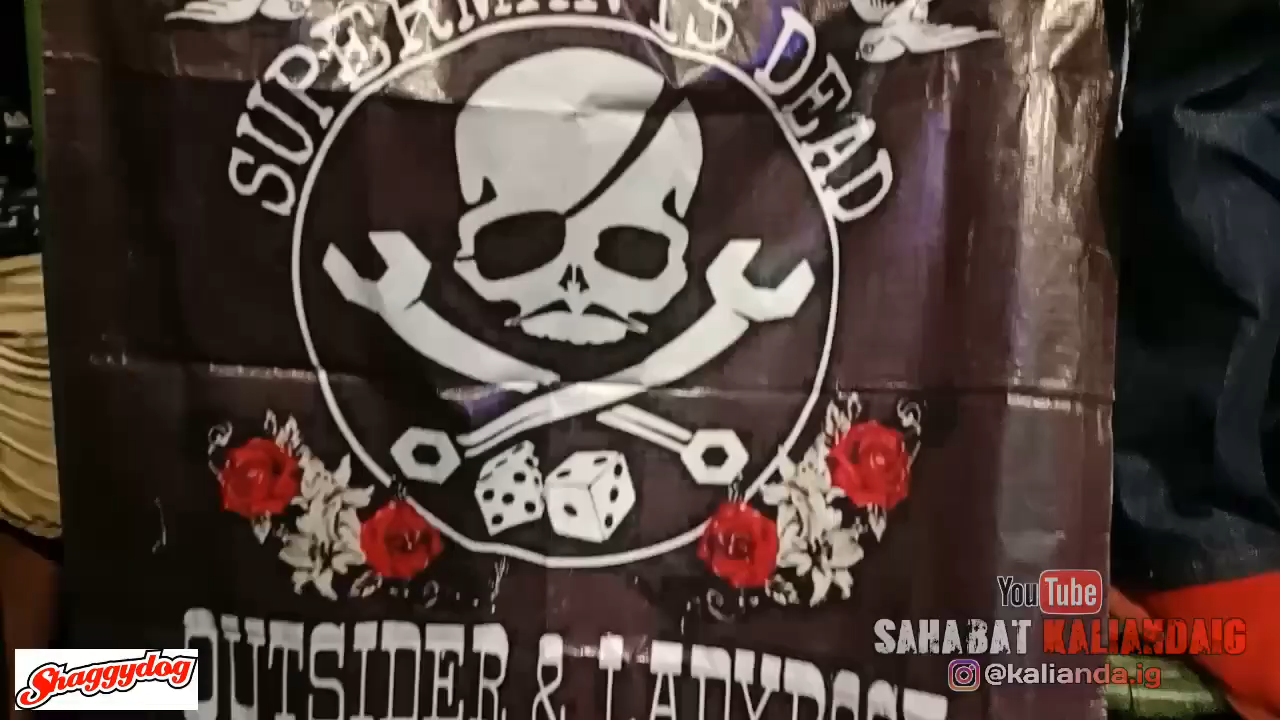 SUPERMAN IS DEAD
OUTSIDER & LADYROSE
YouTube
SAHABAT KALIANDAIG
@kalianda.ig
Shaggydog